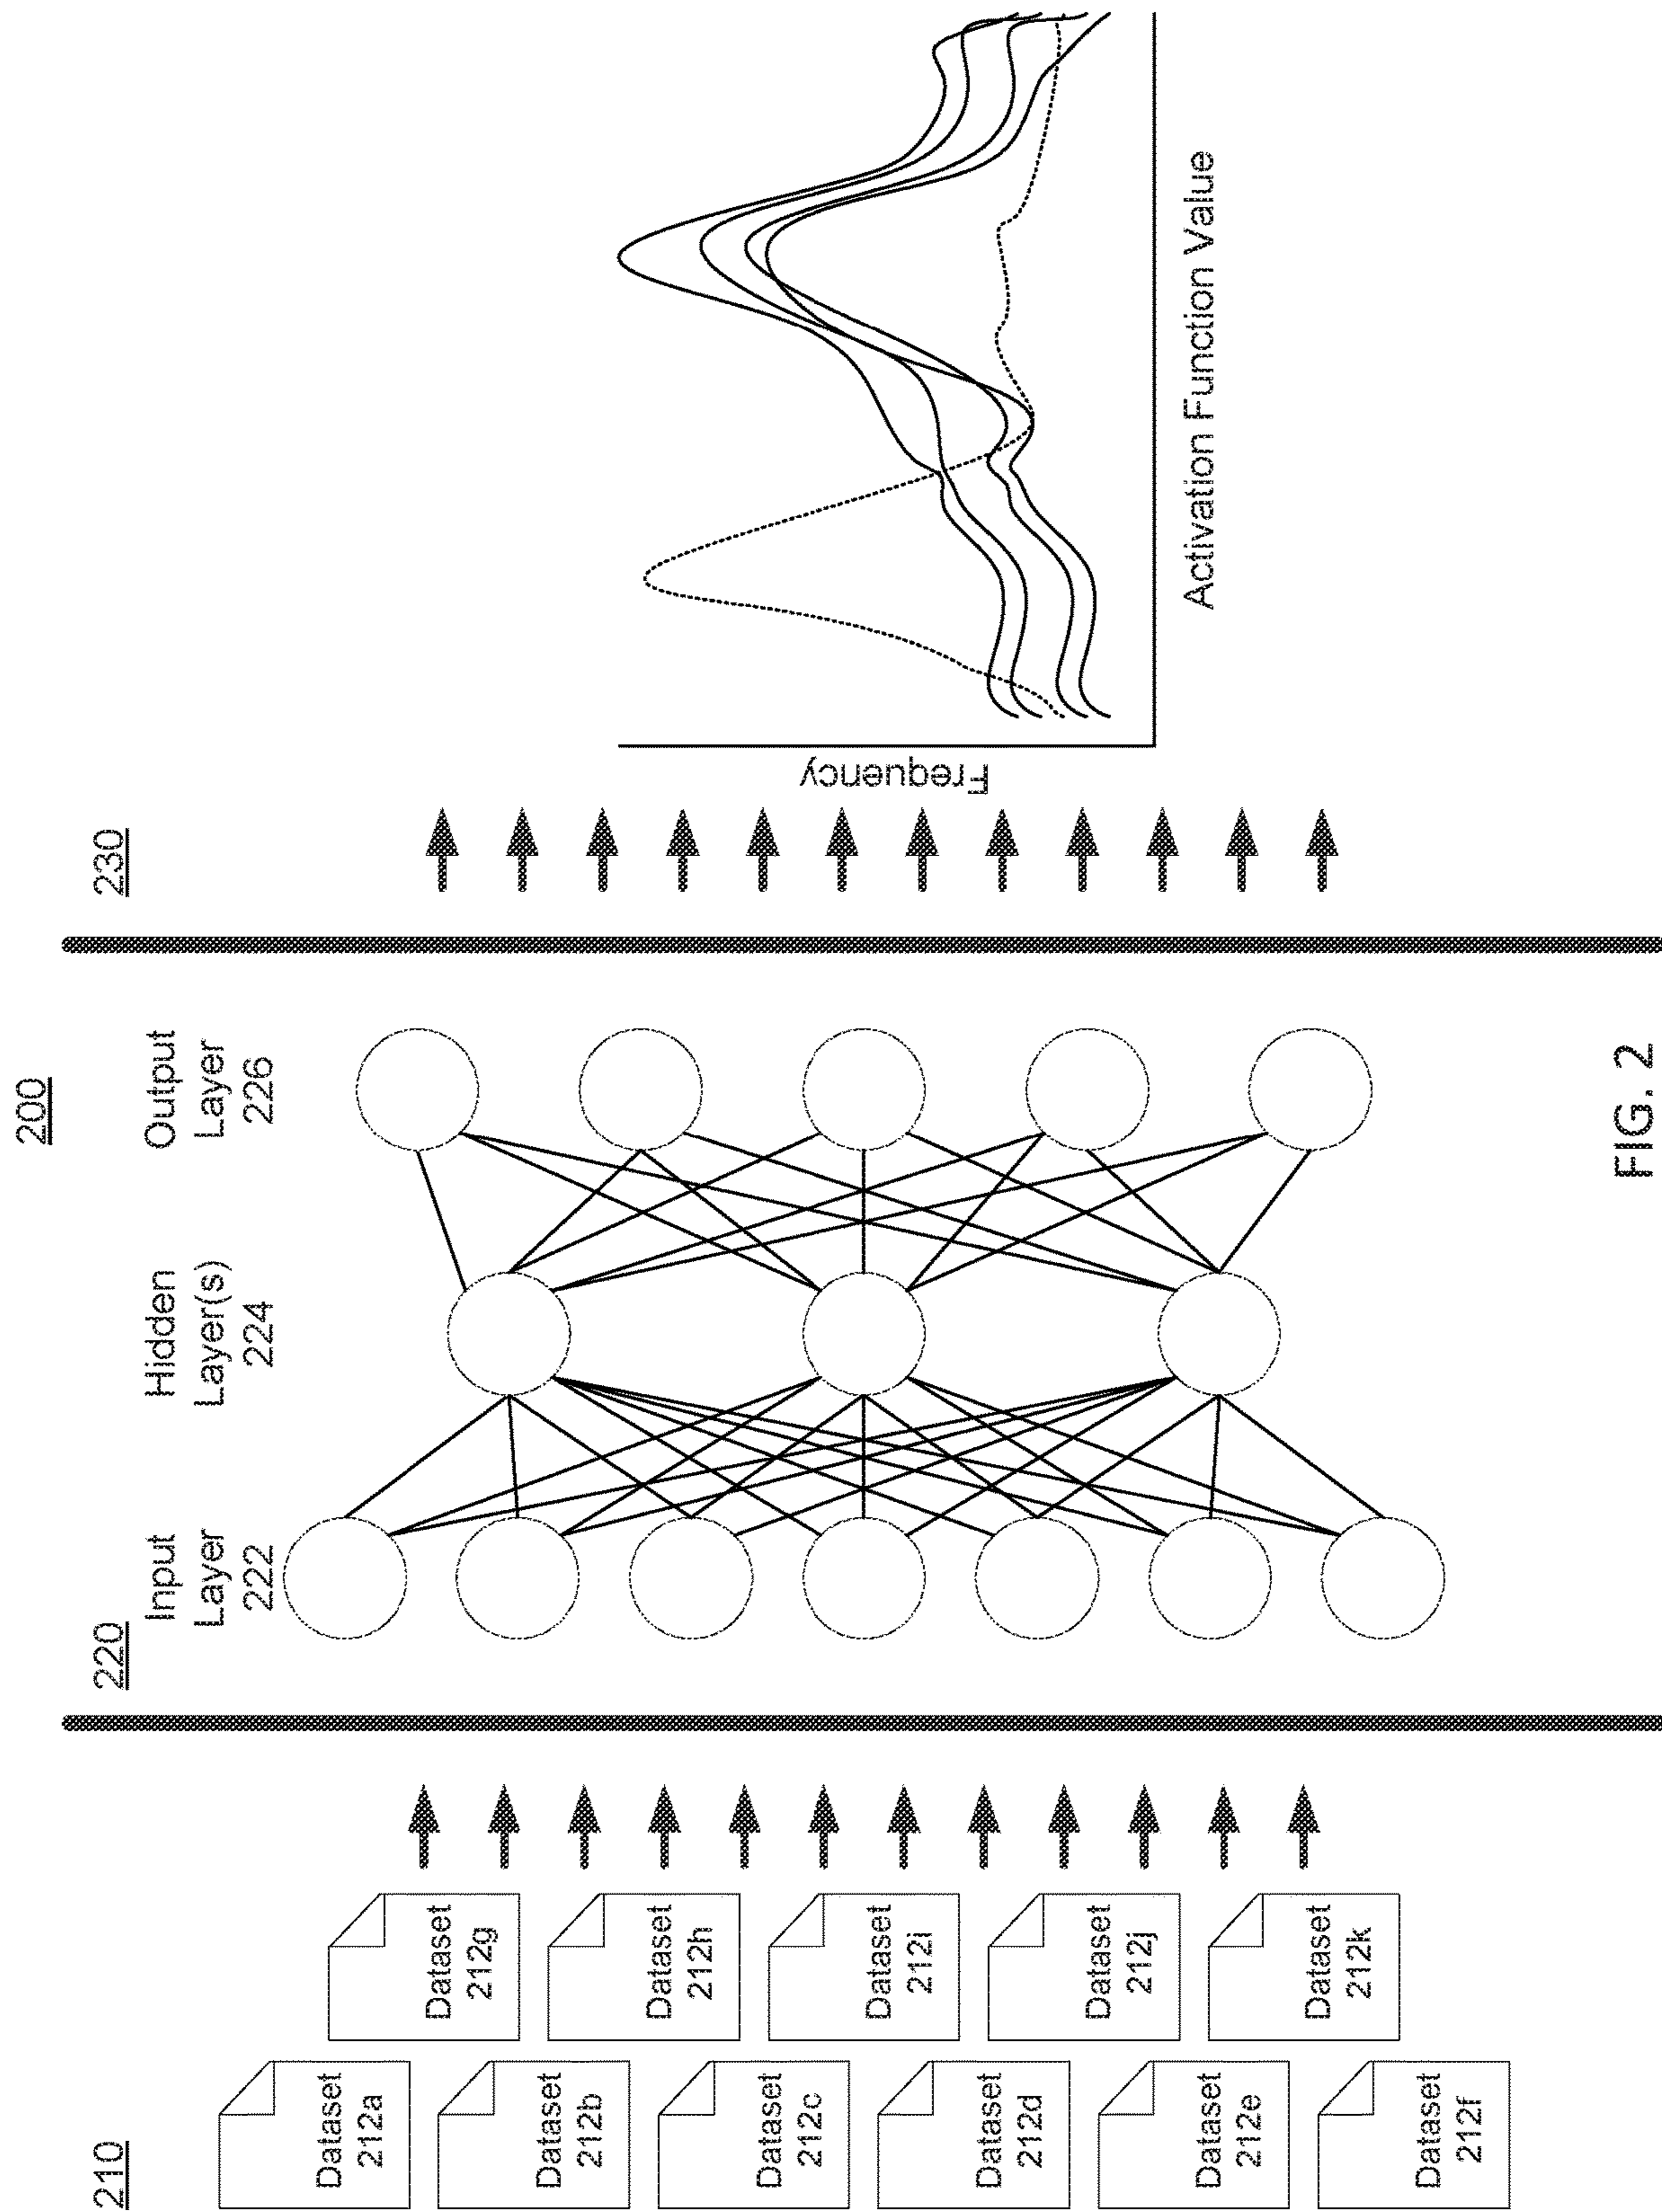 200
210
220
230
Dataset
212a
Dataset
212b
Dataset
212c
Dataset
212d
Dataset
212e
Dataset
212f
Dataset
212g
Dataset
212h
Dataset
212i
Dataset
212j
Dataset
212k
Input
Layer
222
Hidden
Layer(s)
224
Output
Layer
226
Frequency
Activation Function Value
FIG. 2